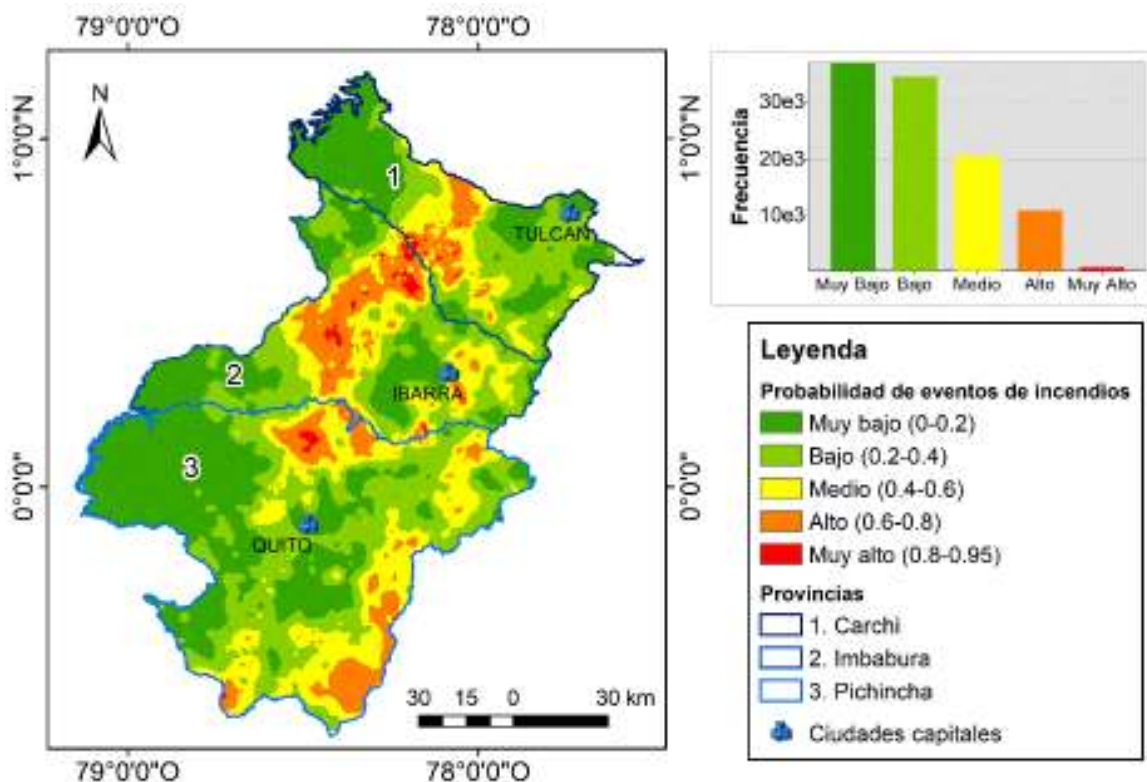 79°0'0"O
78°0'0"O
N
1°0'0"N
1°0'0"N
0°0'0"
0°0'0"
1
TULCAN
2
IBARRA
3
QUITO
30 15 0 30 km
79°0'0"O
78°0'0"O
Frecuencia
30e3
20e3
10e3
Muy Bajo Bajo Medio Alto Muy Alto
Leyenda
Probabilidad de eventos de incendios
Muy bajo (0-0.2)
Bajo (0.2-0.4)
Medio (0.4-0.6)
Alto (0.6-0.8)
Muy alto (0.8-0.95)
Provincias
1. Carchi
2. Imbabura
3. Pichincha
Ciudades capitales